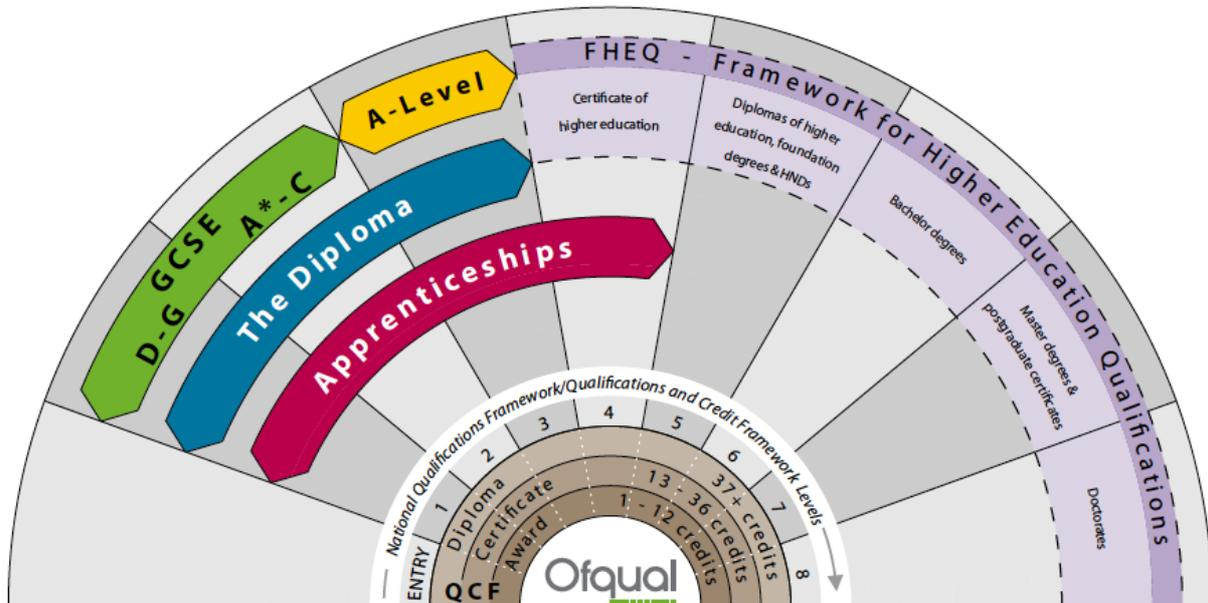 GCSE
D-G A*-C
A-Level
The Diploma
Apprenticeships
FHEQ - Framework for Higher Education Qualifications
Certificate of
higher education
Diplomas of higher
education, foundation
degrees & HNDs
Bachelor degrees
Master degrees &
postgraduate certificates
Doctorates
National Qualifications Framework/Qualifications and Credit Framework Levels
ENTRY
1
2
3
4
5
6
7
8
Diploma 37+ credits
Certificate 13 - 36 credits
Award 1 - 12 credits
QCF
Ofqual